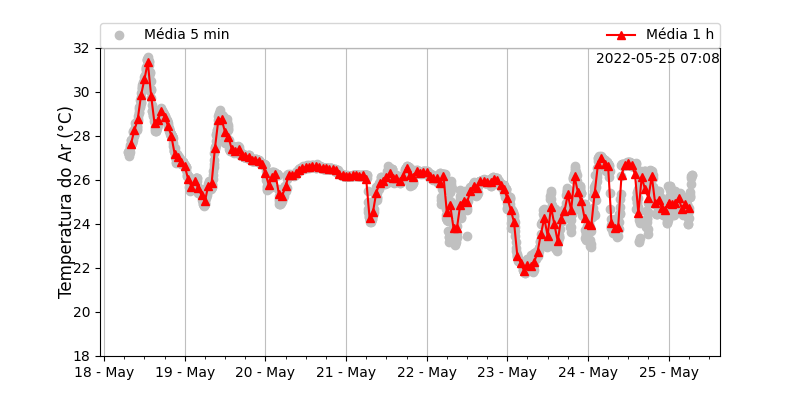 Média 5 min
Média 1 h
2022-05-25 07:08
Temperatura do Ar (°C)
32
30
28
26
24
22
20
18
18 - May
19 - May
20 - May
21 - May
22 - May
23 - May
24 - May
25 - May